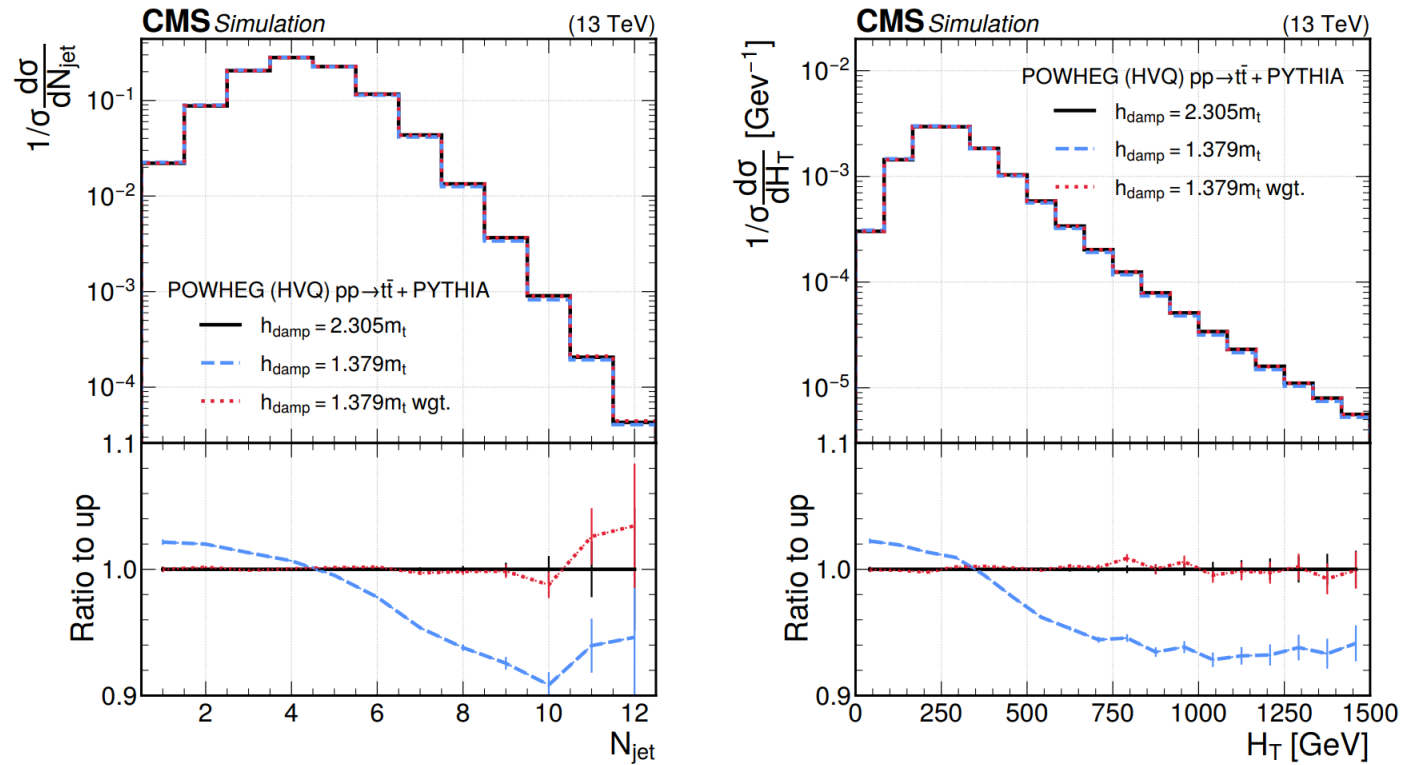 CMS Simulation (13 TeV)
1/σ dσ/dN_jet
10⁻¹
10⁻²
10⁻³
10⁻⁴
POWHEG (HVQ) pp→tt̄ + PYTHIA
h_damp = 2.305m_t
h_damp = 1.379m_t
h_damp = 1.379m_t wgt.
1.1
1.0
0.9
Ratio to up
2 4 6 8 10 12
N_jet
CMS Simulation (13 TeV)
1/σ dσ/dH_T [Gev⁻¹]
10⁻²
10⁻³
10⁻⁴
10⁻⁵
POWHEG (HVQ) pp→tt̄ + PYTHIA
h_damp = 2.305m_t
h_damp = 1.379m_t
h_damp = 1.379m_t wgt.
1.1
1.0
0.9
Ratio to up
0 250 500 750 1000 1250 1500
H_T [GeV]